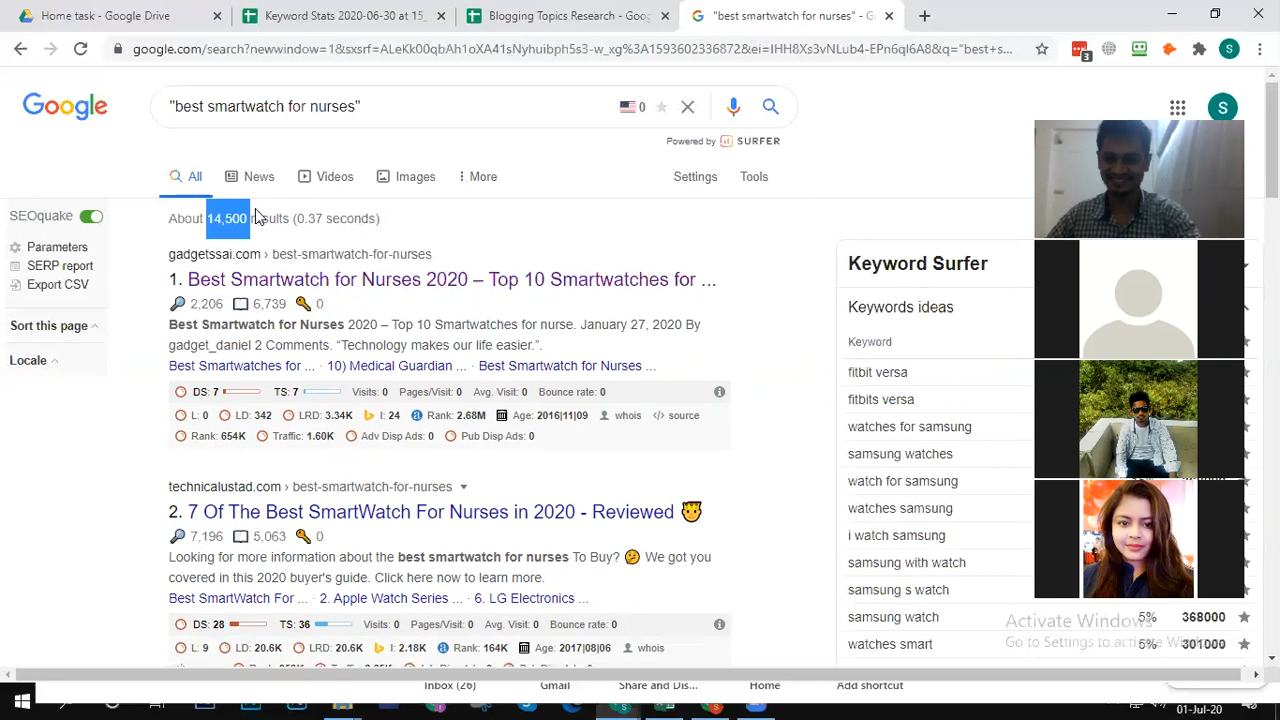 Home task - Google Drive
Keyword Stats 2020-06-30 at 15_
Blogging Topics Research - Goog
"best smartwatch for nurses" - Go
google.com/search?newwindow=1&sxsrf=ALeKk00qbAh1oXA41sNyhuibph5s3-w_xg%3A1593602336872&ei=IHH8Xs3vNLub4-EPn6ql6A8&q="best+s...
3
S
Google
"best smartwatch for nurses"
0
S
Powered by SURFER
All
News
Videos
Images
More
Settings
Tools
About 14,500 results (0.37 seconds)
SEOquake
Parameters
SERP report
Export CSV
Sort this page
Locale
gadgetssai.com › best-smartwatch-for-nurses
1. Best Smartwatch for Nurses 2020 – Top 10 Smartwatches for ...
2,206 6,739 0
Best Smartwatch for Nurses 2020 – Top 10 Smartwatches for nurse. January 27, 2020 By
gadget_daniel 2 Comments. “Technology makes our life easier.”.
Best Smartwatches for ... · 10) Medical Guardian ... · Best Smartwatch for Nurses ...
DS: 7 TS: 7 Visits: 0 Pages/Visit: 0 Avg. Visit: 0 Bounce rate: 0
L: 0 LD: 342 LRD: 3.34K I: 24 Rank: 2.68M Age: 2016|11|09 whois source
Rank: 654K Traffic: 1.60K Adv Disp Ads: 0 Pub Disp Ads: 0
technicalustad.com › best-smartwatch-for-nurses
2. 7 Of The Best SmartWatch For Nurses in 2020 - Reviewed
7,196 5,063 0
Looking for more information about the best smartwatch for nurses To Buy? We got you
covered in this 2020 buyer's guide. Click here now to learn more.
Best SmartWatch For ... · 2. Apple Watch Series ... · 6. LG Electronics ...
DS: 28 TS: 36 Visits: 0 Pages/Visit: 0 Avg. Visit: 0 Bounce rate: 0
L: 9 LD: 20.6K LRD: 20.6K I: 2.18K Rank: 164K Age: 2017|08|06 whois
Keyword Surfer
Keywords ideas
Keyword
fitbit versa
fitbits versa
watches for samsung
samsung watches
watch for samsung
watches samsung
i watch samsung
samsung with watch
samsung s watch
samsung watch 5% 368000
watches smart 5% 301000
Activate Windows
Go to Settings to activate Windows.
Inbox (26)
Gmail
Share and Dis...
Home
Add shortcut
01-Jul-20